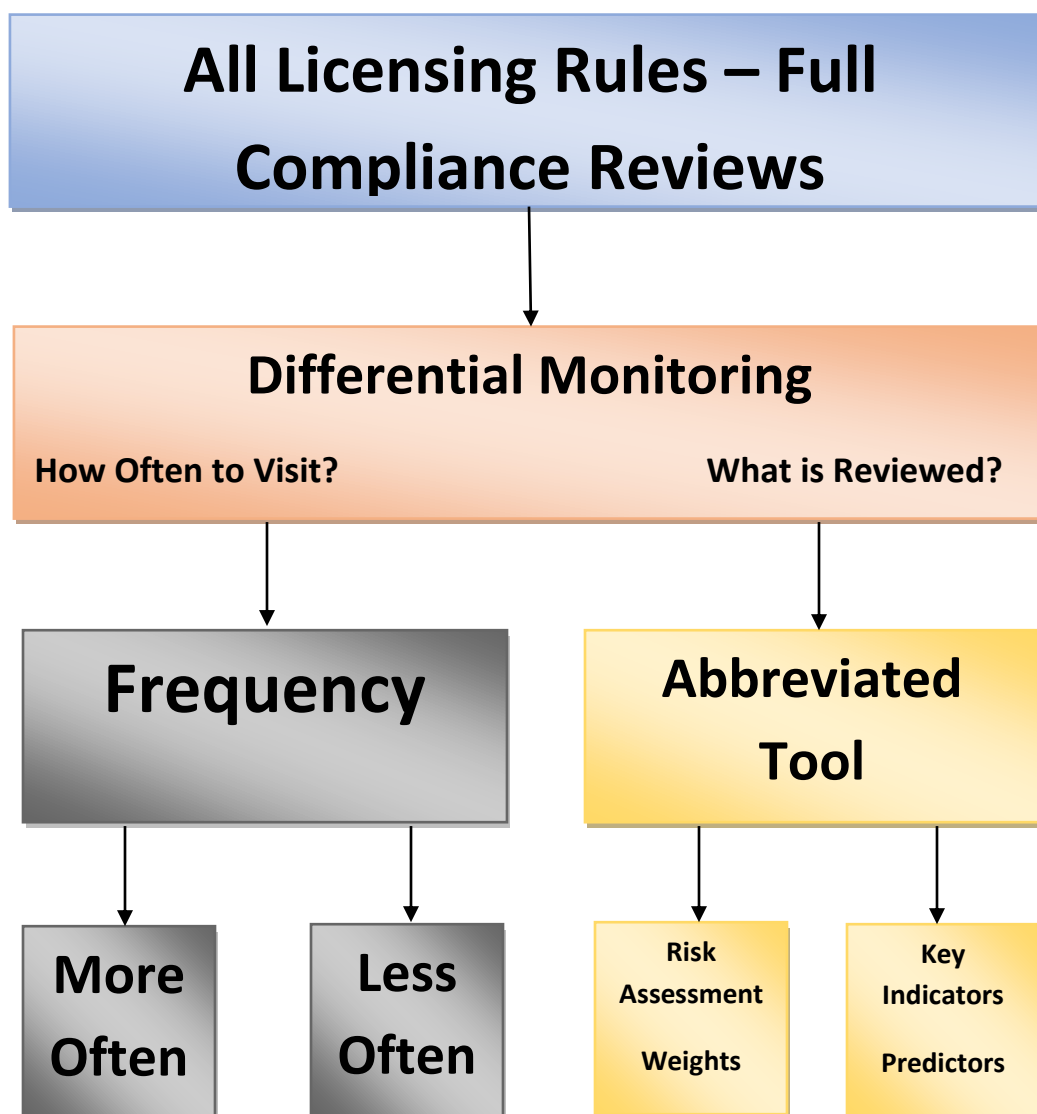 All Licensing Rules – Full
Compliance Reviews
Differential Monitoring
How Often to Visit?
What is Reviewed?
Frequency
Abbreviated
Tool
More
Often
Less
Often
Risk
Assessment
Weights
Key
Indicators
Predictors